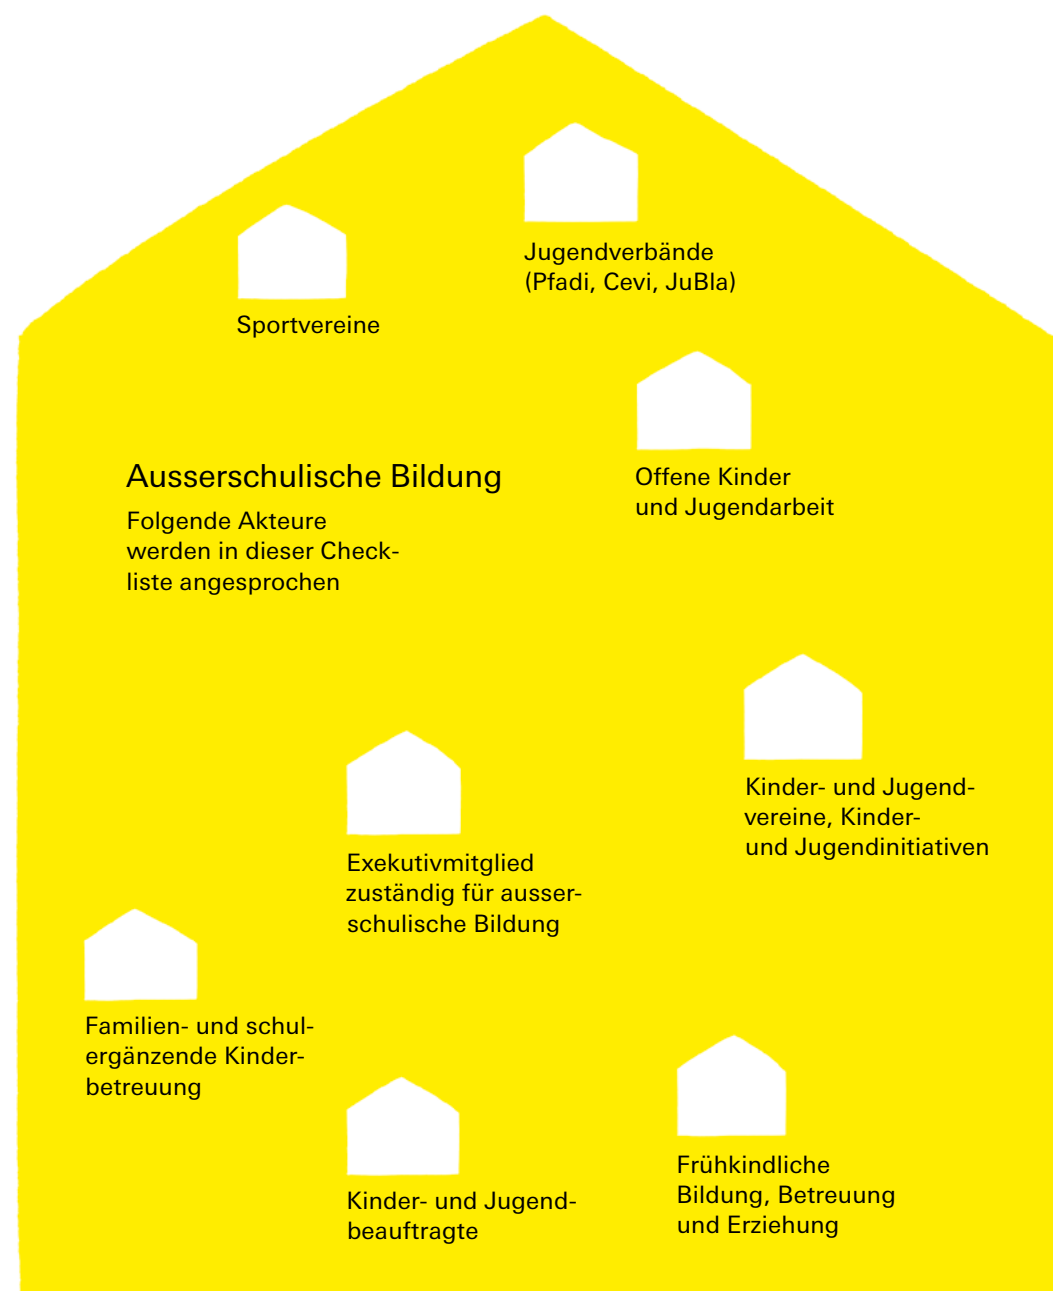 Jugendverbände
(Pfadi, Cevi, JuBla)
Sportvereine
Ausserschulische Bildung
Folgende Akteure
werden in dieser Check-
liste angesprochen
Offene Kinder
und Jugendarbeit
Kinder- und Jugend-
vereine, Kinder-
und Jugendinitiativen
Exekutivmitglied
zuständig für ausser-
schulische Bildung
Familien- und schul-
ergänzende Kinder-
betreuung
Kinder- und Jugend-
beauftragte
Frühkindliche
Bildung, Betreuung
und Erziehung